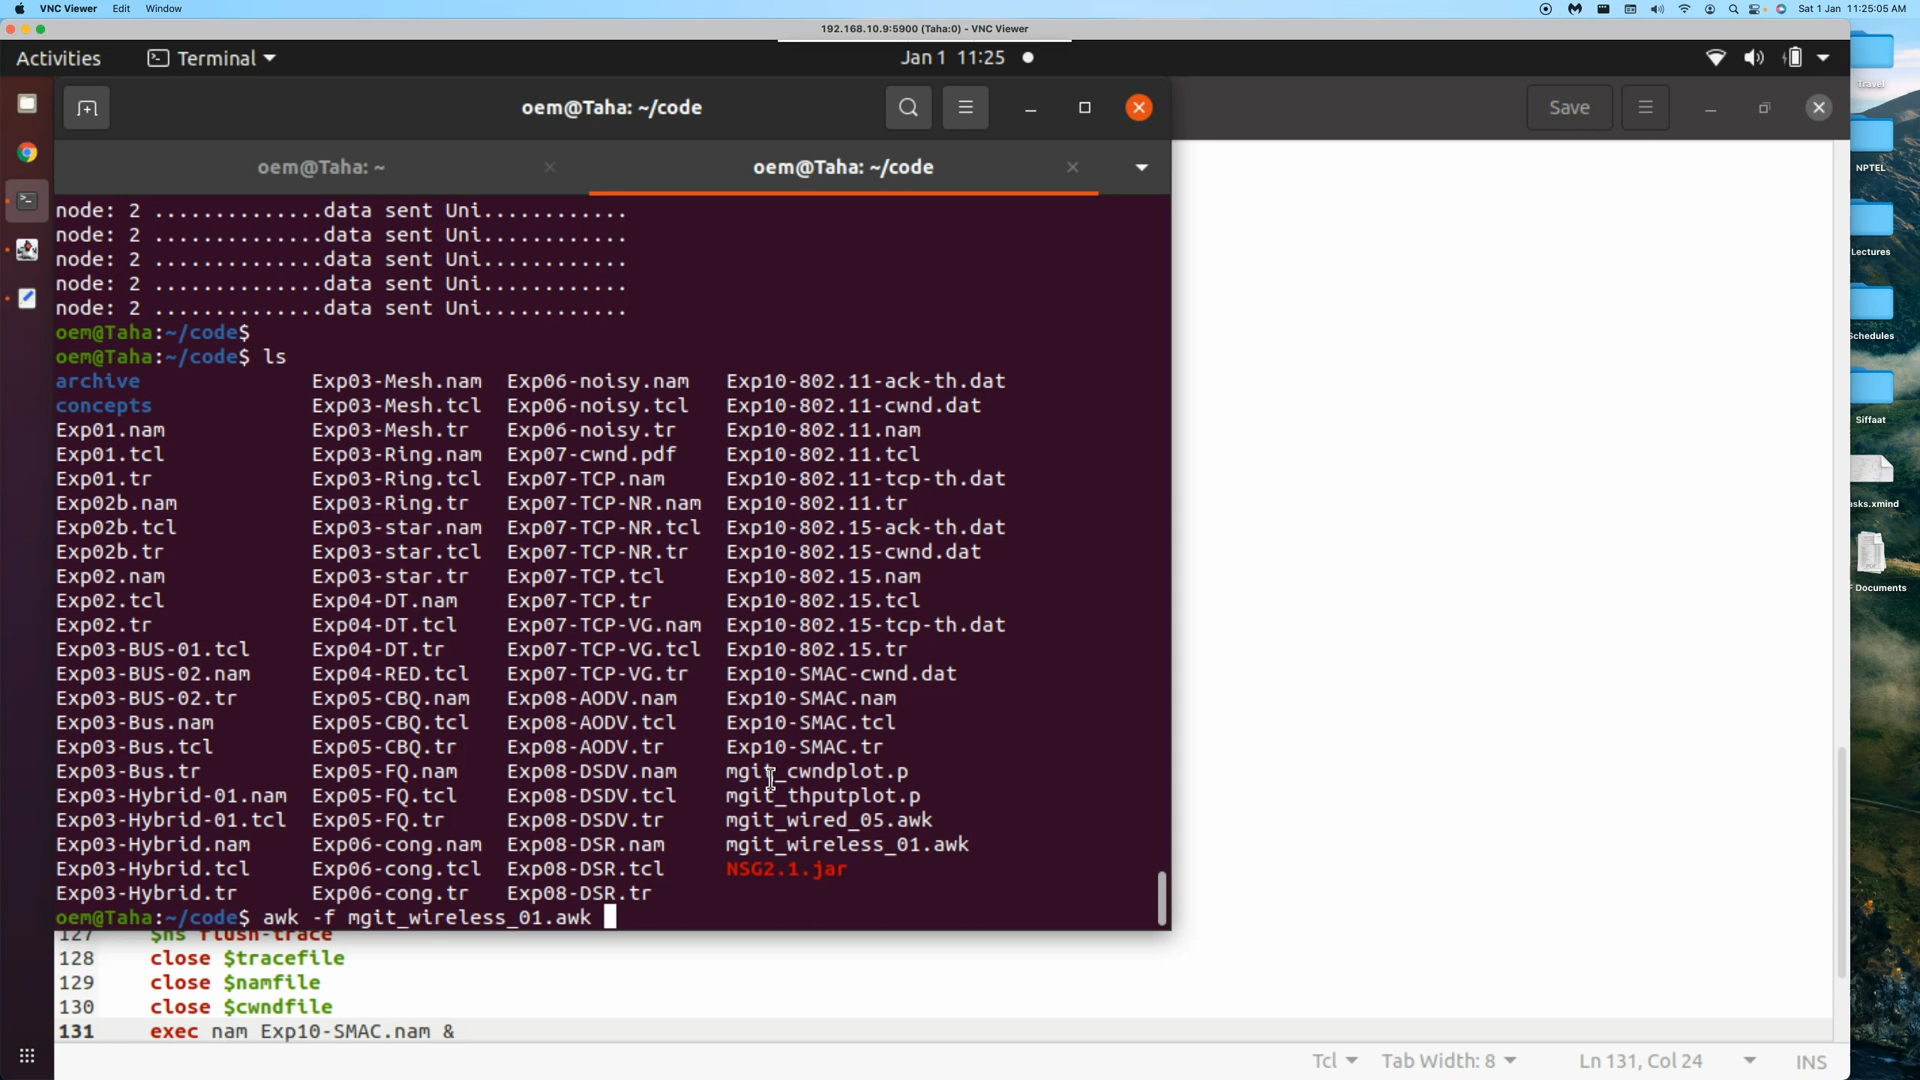 VNC Viewer Edit Window Sat 1 Jan 11:25:05 AM
192.168.10.9:5900 (Taha:0) - VNC Viewer
Activities Terminal Jan 1 11:25
oem@Taha: ~/code Save
oem@Taha: ~ oem@Taha: ~/code
node: 2 ..............data sent Uni............
node: 2 ..............data sent Uni............
node: 2 ..............data sent Uni............
node: 2 ..............data sent Uni............
node: 2 ..............data sent Uni............
oem@Taha:~/code$
oem@Taha:~/code$ ls
archive Exp03-Mesh.nam Exp06-noisy.nam Exp10-802.11-ack-th.dat
concepts Exp03-Mesh.tcl Exp06-noisy.tcl Exp10-802.11-cwnd.dat
Exp01.nam Exp03-Mesh.tr Exp06-noisy.tr Exp10-802.11.nam
Exp01.tcl Exp03-Ring.nam Exp07-cwnd.pdf Exp10-802.11.tcl
Exp01.tr Exp03-Ring.tcl Exp07-TCP.nam Exp10-802.11-tcp-th.dat
Exp02b.nam Exp03-Ring.tr Exp07-TCP-NR.nam Exp10-802.11.tr
Exp02b.tcl Exp03-star.nam Exp07-TCP-NR.tcl Exp10-802.15-ack-th.dat
Exp02b.tr Exp03-star.tcl Exp07-TCP-NR.tr Exp10-802.15-cwnd.dat
Exp02.nam Exp03-star.tr Exp07-TCP.tcl Exp10-802.15.nam
Exp02.tcl Exp04-DT.nam Exp07-TCP.tr Exp10-802.15.tcl
Exp02.tr Exp04-DT.tcl Exp07-TCP-VG.nam Exp10-802.15-tcp-th.dat
Exp03-BUS-01.tcl Exp04-DT.tr Exp07-TCP-VG.tcl Exp10-802.15.tr
Exp03-BUS-02.nam Exp04-RED.tcl Exp07-TCP-VG.tr Exp10-SMAC-cwnd.dat
Exp03-BUS-02.tr Exp05-CBQ.nam Exp08-AODV.nam Exp10-SMAC.nam
Exp03-Bus.nam Exp05-CBQ.tcl Exp08-AODV.tcl Exp10-SMAC.tcl
Exp03-Bus.tcl Exp05-CBQ.tr Exp08-AODV.tr Exp10-SMAC.tr
Exp03-Bus.tr Exp05-FQ.nam Exp08-DSDV.nam mgit_cwndplot.p
Exp03-Hybrid-01.nam Exp05-FQ.tcl Exp08-DSDV.tcl mgit_thputplot.p
Exp03-Hybrid-01.tcl Exp05-FQ.tr Exp08-DSDV.tr mgit_wired_05.awk
Exp03-Hybrid.nam Exp06-cong.nam Exp08-DSR.nam mgit_wireless_01.awk
Exp03-Hybrid.tcl Exp06-cong.tcl Exp08-DSR.tcl NSG2.1.jar
Exp03-Hybrid.tr Exp06-cong.tr Exp08-DSR.tr
oem@Taha:~/code$ awk -f mgit_wireless_01.awk
127 $ns flush-trace
128 close $tracefile
129 close $namfile
130 close $cwndfile
131 exec nam Exp10-SMAC.nam &
Tcl Tab Width: 8 Ln 131, Col 24 INS
Travel
NPTEL
Lectures
Schedules
Siffaat
sks.xmind
Documents